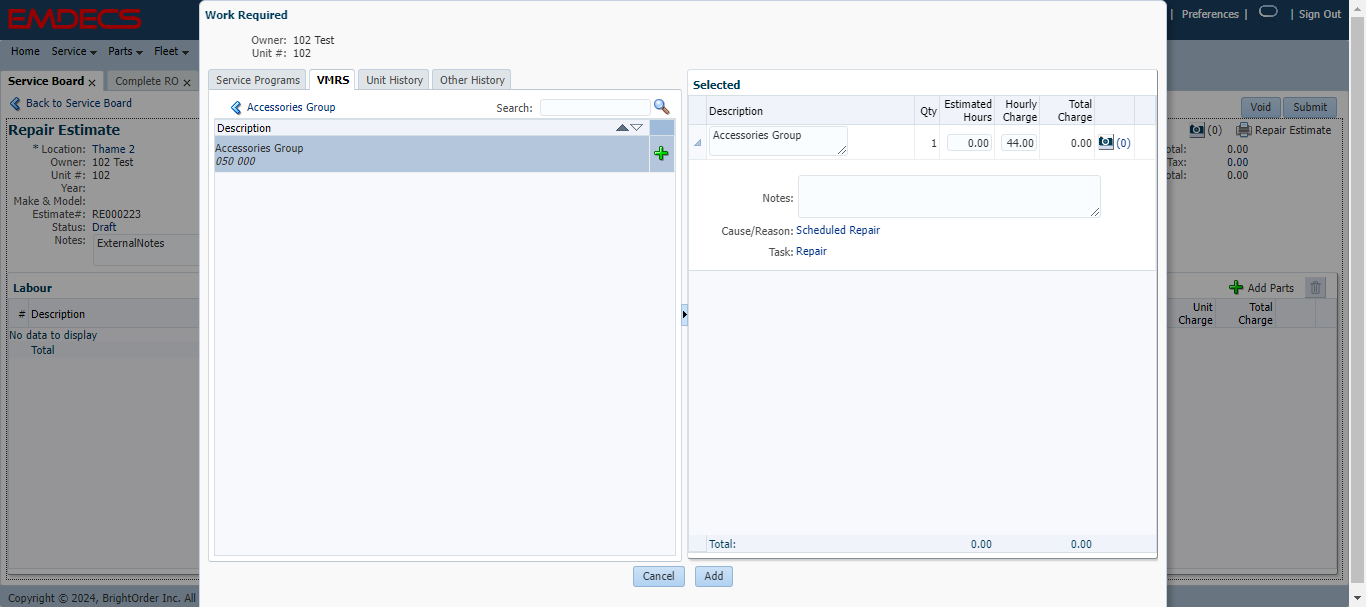 EMDECS
Preferences | | Sign Out
Home Service Parts Fleet
Service Board x Complete RO x
Back to Service Board
Void Submit
Repair Estimate
(0) Repair Estimate
* Location: Thame 2
Owner: 102 Test
Unit #: 102
Year:
Make & Model:
Estimate#: RE000223
Status: Draft
Notes: ExternalNotes
otal: 0.00
Tax: 0.00
otal: 0.00
Labour
# Description
No data to display
Total
Add Parts
Unit Charge Total Charge
Copyright © 2024, BrightOrder Inc. All
Work Required
Owner: 102 Test
Unit #: 102
Service Programs VMRS Unit History Other History
Accessories Group Search:
Description
Accessories Group
050 000
Selected
Description Qty Estimated Hours Hourly Charge Total Charge
Accessories Group 1 0.00 44.00 0.00 (0)
Notes:
Cause/Reason: Scheduled Repair
Task: Repair
Total: 0.00 0.00
Cancel Add